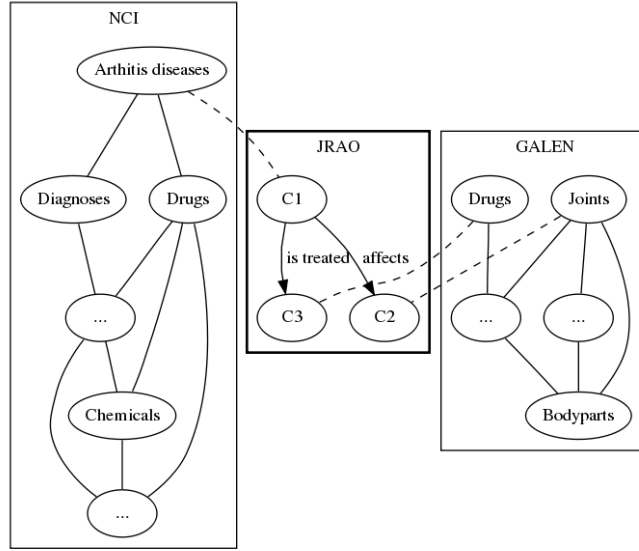 NCI
Arthitis diseases
Diagnoses
Drugs
...
Chemicals
...
JRAO
C1
is treated
affects
C3
C2
GALEN
Drugs
Joints
...
...
Bodyparts